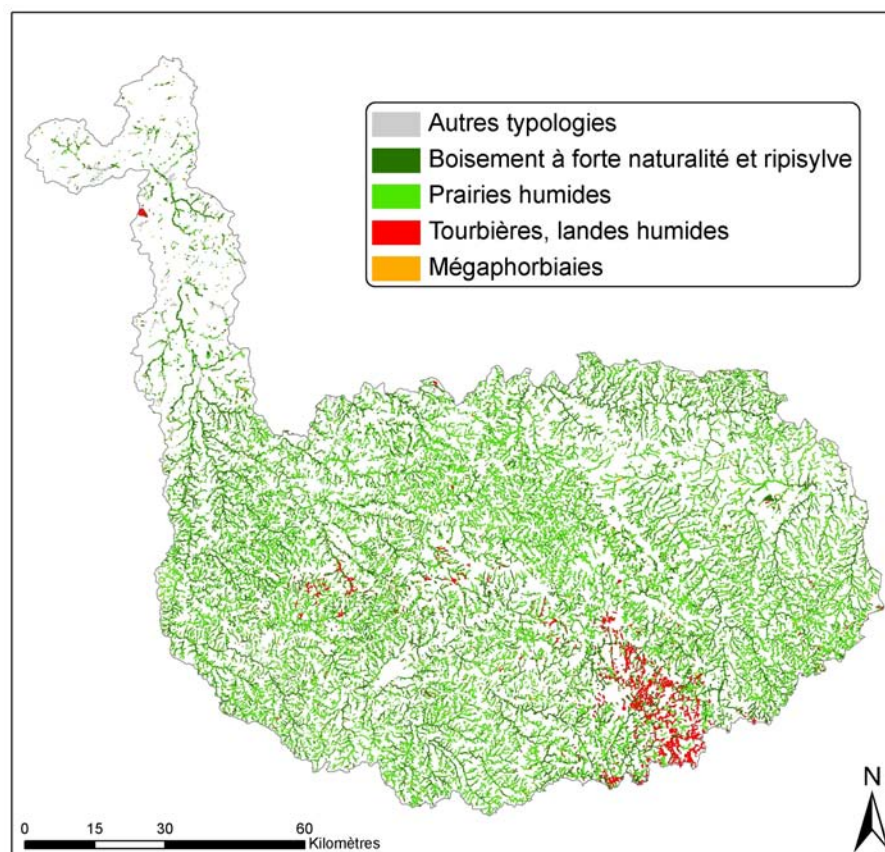 Autres typologies
Boisement à forte naturalité et ripisylve
Prairies humides
Tourbières, landes humides
Mégaphorbiaies
N
0 15 30 60
Kilomètres